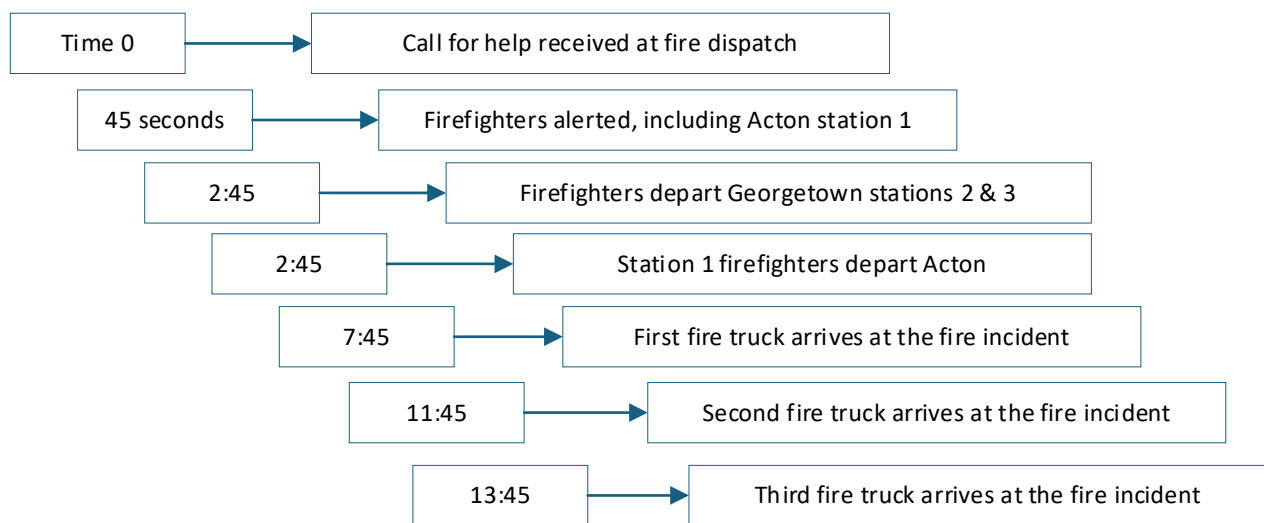 Time 0
Call for help received at fire dispatch
45 seconds
Firefighters alerted, including Acton station 1
2:45
Firefighters depart Georgetown stations 2 & 3
2:45
Station 1 firefighters depart Acton
7:45
First fire truck arrives at the fire incident
11:45
Second fire truck arrives at the fire incident
13:45
Third fire truck arrives at the fire incident